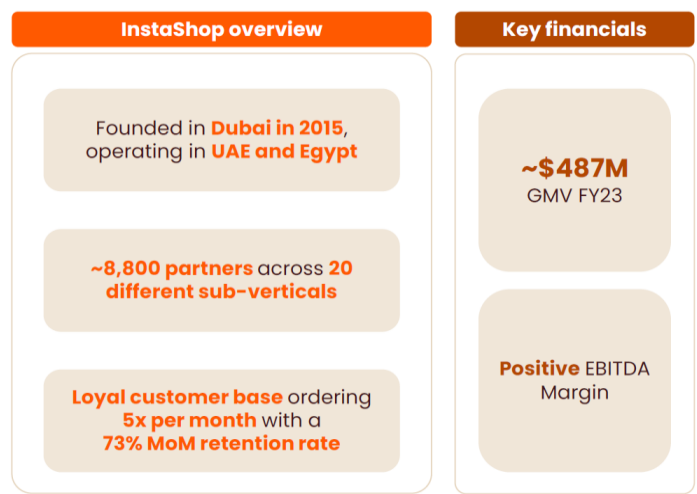 InstaShop overview
Founded in Dubai in 2015,
operating in UAE and Egypt
~8,800 partners across 20
different sub-verticals
Loyal customer base ordering
5x per month with a
73% MoM retention rate
Key financials
~$487M
GMV FY23
Positive EBITDA
Margin